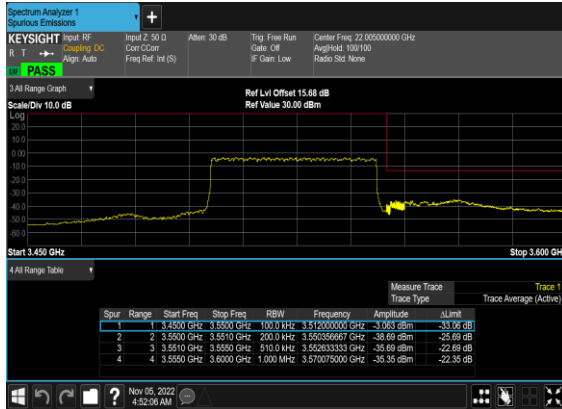 Spectrum Analyzer 1
Spurious Emissions
+
KEYSIGHT
R T
LXI PASS
Input: RF
Coupling: DC
Align: Auto
Input Z: 50 Ω
Corr CCorr
Freq Ref: Int (S)
Atten: 30 dB
Trig: Free Run
Gate: Off
IF Gain: Low
Center Freq: 22.005000000 GHz
Avg|Hold: 100/100
Radio Std: None
3 All Range Graph
Scale/Div 10.0 dB
Ref Lvl Offset 15.68 dB
Ref Value 30.00 dBm
Log
20.0
10.0
0.00
-10.0
-20.0
-30.0
-40.0
-50.0
-60.0
Start 3.450 GHz
Stop 3.600 GH
4 All Range Table
Measure Trace Trace 1
Trace Type Trace Average (Active)
Spur Range Start Freq Stop Freq RBW Frequency Amplitude ΔLimit
1 1 3.4500 GHz 3.5500 GHz 100.0 kHz 3.512000000 GHz -3.063 dBm -33.06 dB
2 2 3.5500 GHz 3.5510 GHz 200.0 kHz 3.550356667 GHz -38.69 dBm -25.69 dB
3 3 3.5510 GHz 3.5550 GHz 510.0 kHz 3.552633333 GHz -35.69 dBm -22.69 dB
4 4 3.5550 GHz 3.6000 GHz 1.000 MHz 3.570075000 GHz -35.35 dBm -22.35 dB
?
Nov 05, 2022
4:52:06 AM